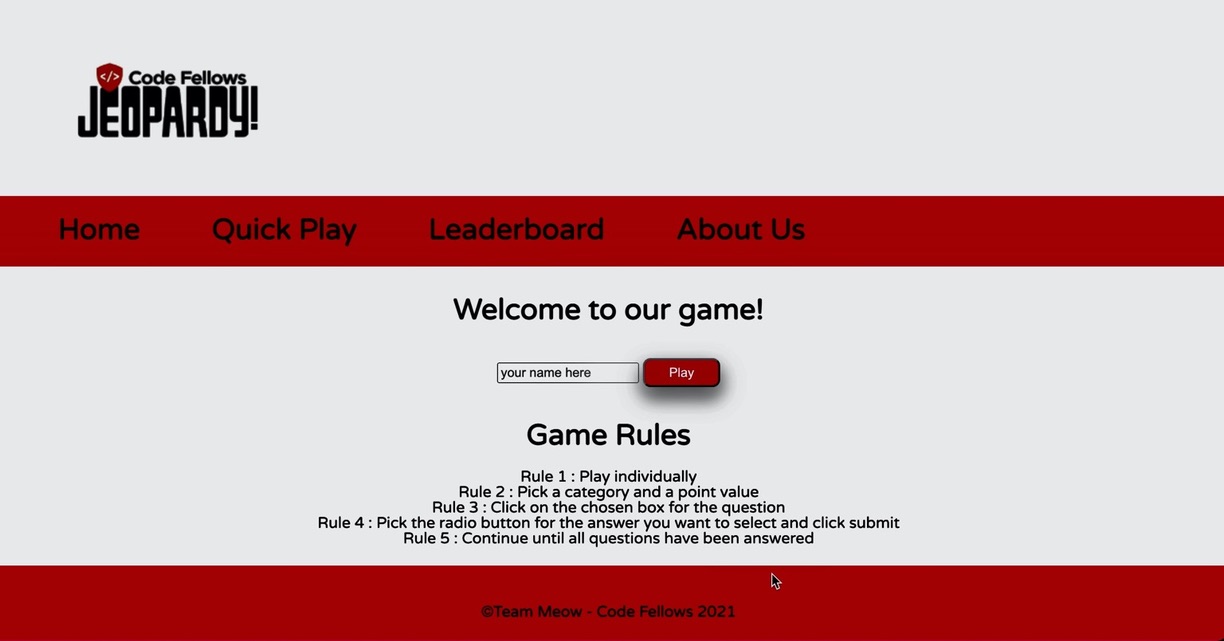 </> Code Fellows
JEOPARDY!
Home Quick Play Leaderboard About Us
Welcome to our game!
your name here Play
Game Rules
Rule 1 : Play individually
Rule 2 : Pick a category and a point value
Rule 3 : Click on the chosen box for the question
Rule 4 : Pick the radio button for the answer you want to select and click submit
Rule 5 : Continue until all questions have been answered
©Team Meow - Code Fellows 2021